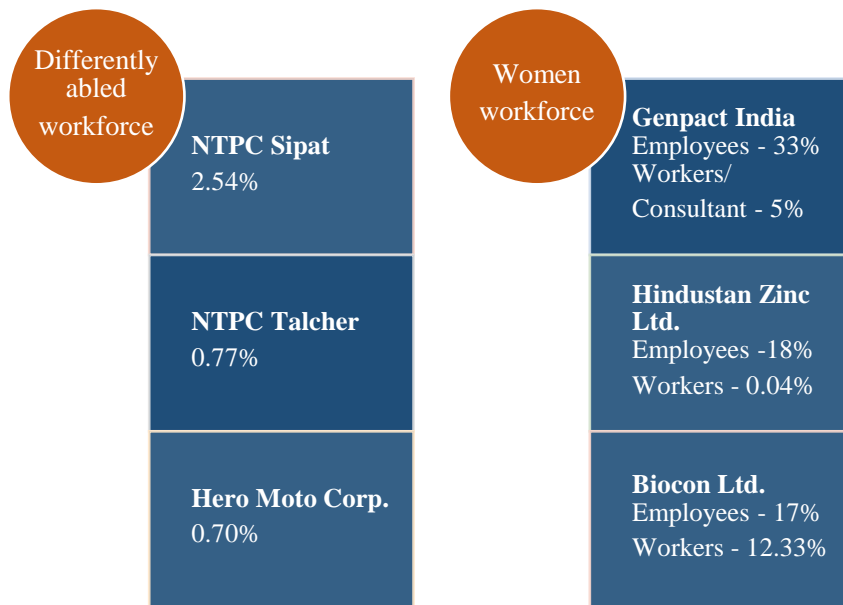 Differently
abled
workforce
NTPC Sipat
2.54%
NTPC Talcher
0.77%
Hero Moto Corp.
0.70%
Women
workforce
Genpact India
Employees - 33%
Workers/
Consultant - 5%
Hindustan Zinc
Ltd.
Employees -18%
Workers - 0.04%
Biocon Ltd.
Employees - 17%
Workers - 12.33%